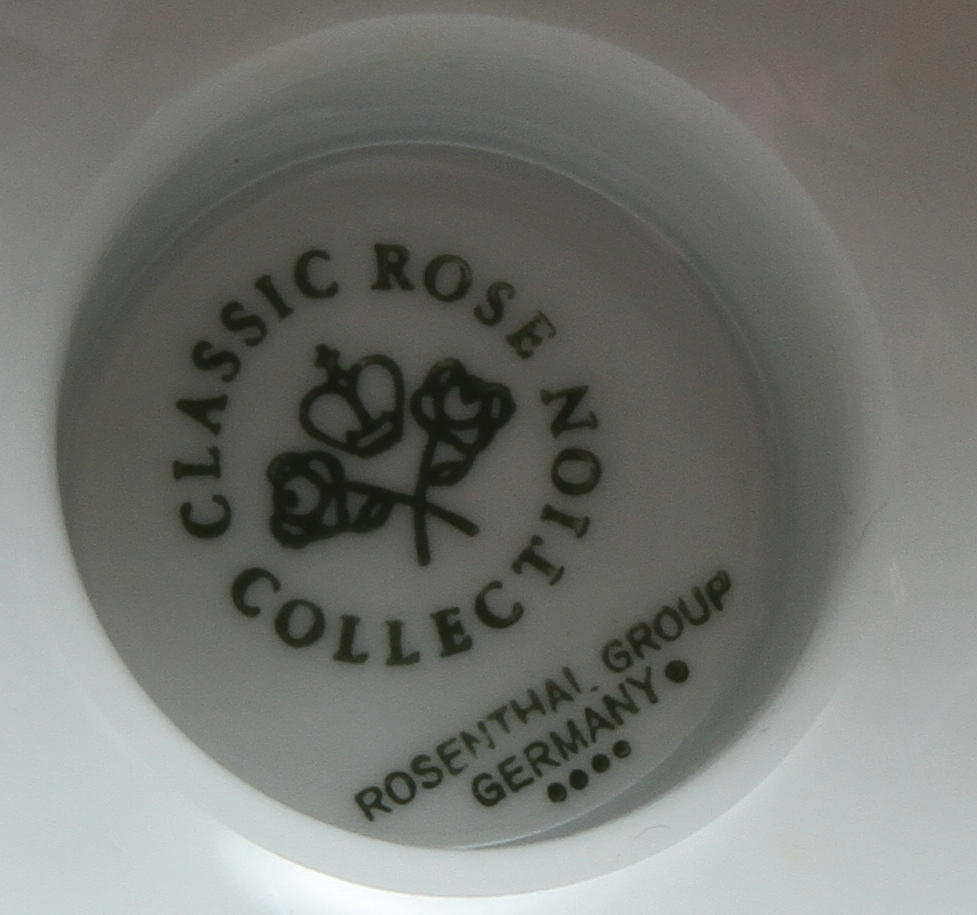 CLASSIC ROSE
COLLECTION
ROSENTHAL GROUP
GERMANY